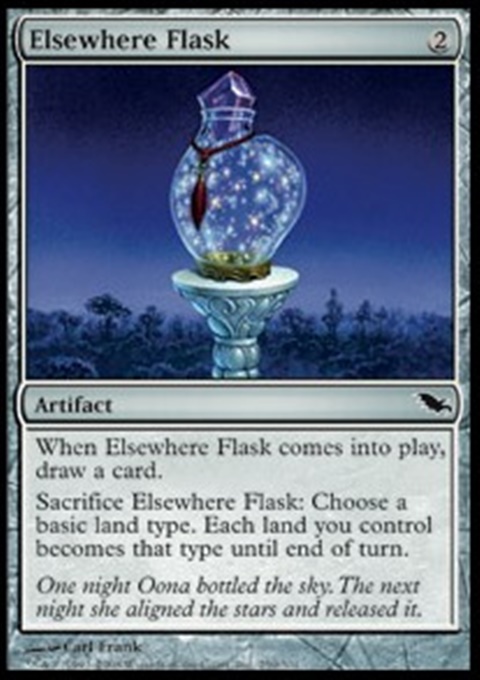 Elsewhere Flask
2
Artifact
When Elsewhere Flask comes into play,
draw a card.
Sacrifice Elsewhere Flask: Choose a
basic land type. Each land you control
becomes that type until end of turn.
One night Oona bottled the sky. The next
night she aligned the stars and released it.
Carl Frank